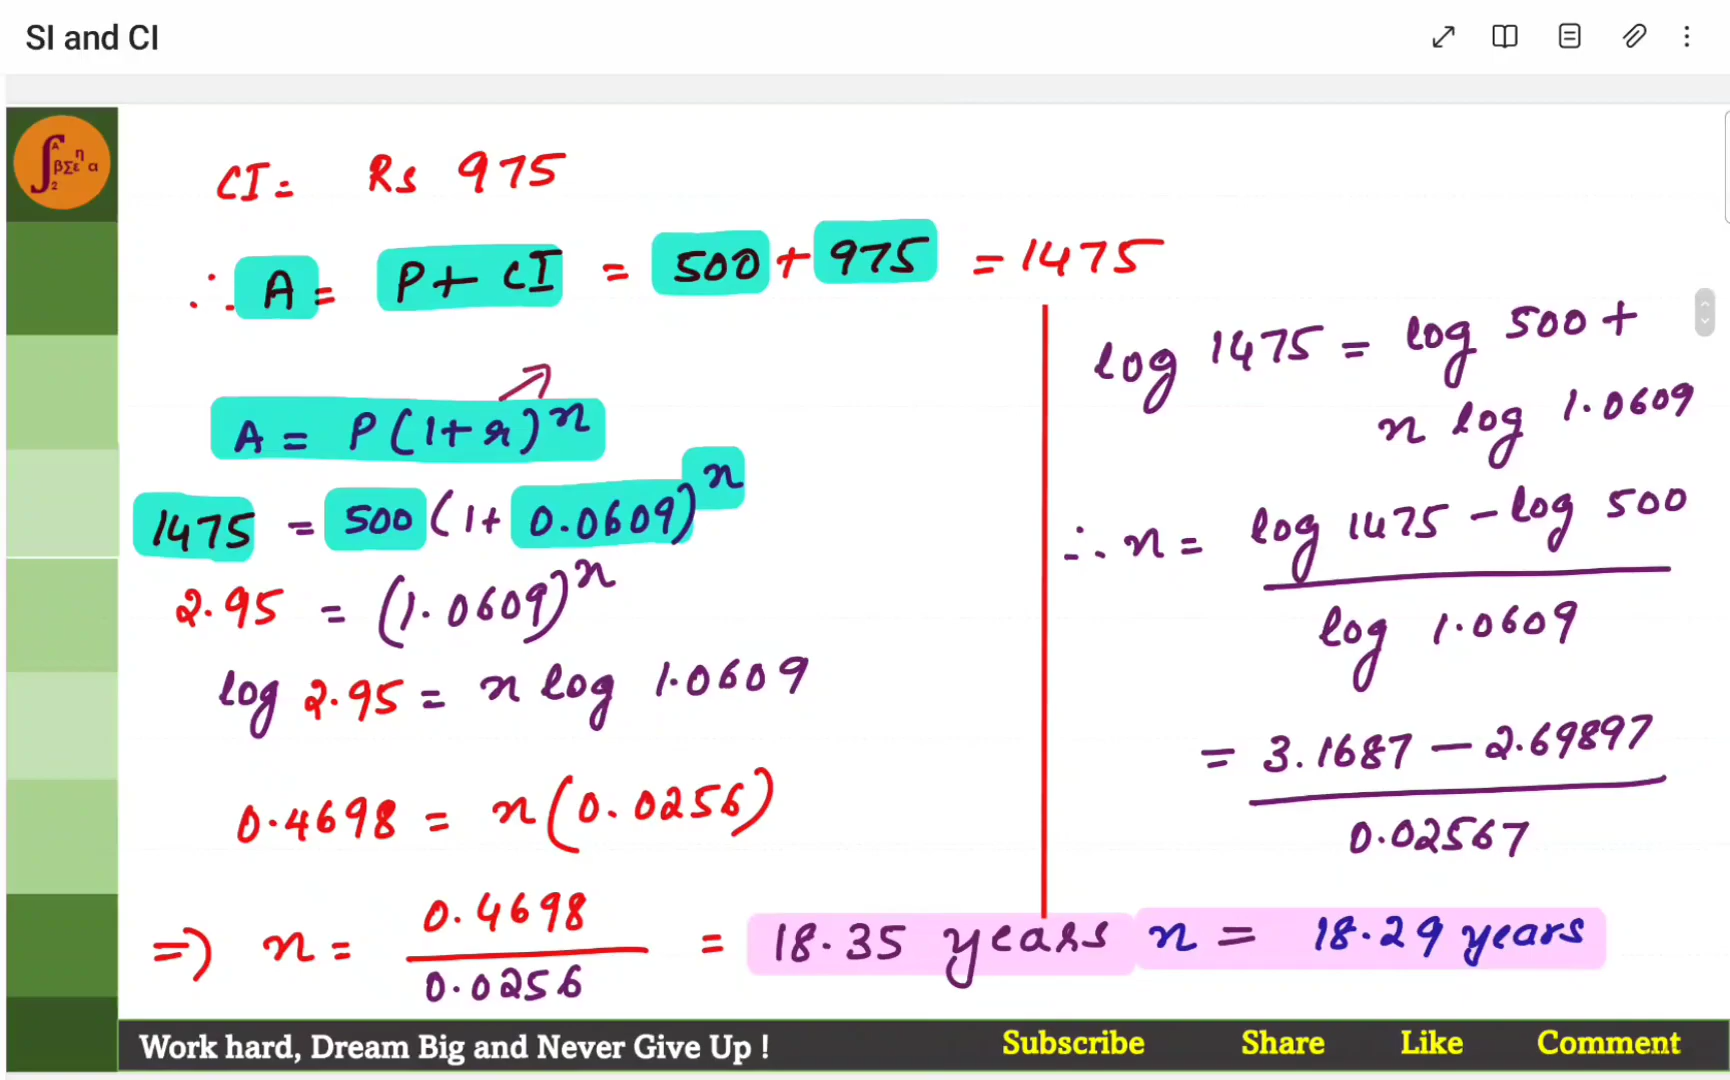 SI and CI
CI = Rs 975
∴ A = P + CI = 500 + 975 = 1475
A = P(1+r)^n
1475 = 500(1+0.0609)^n
2.95 = (1.0609)^n
log 2.95 = n log 1.0609
0.4698 = n(0.0256)
⇒ n = 0.4698 / 0.0256 = 18.35 years
log 1475 = log 500 +
n log 1.0609
∴ n = log 1475 - log 500
log 1.0609
= 3.1687 - 2.69897
0.02567
n = 18.29 years
Work hard, Dream Big and Never Give Up ! Subscribe Share Like Comment